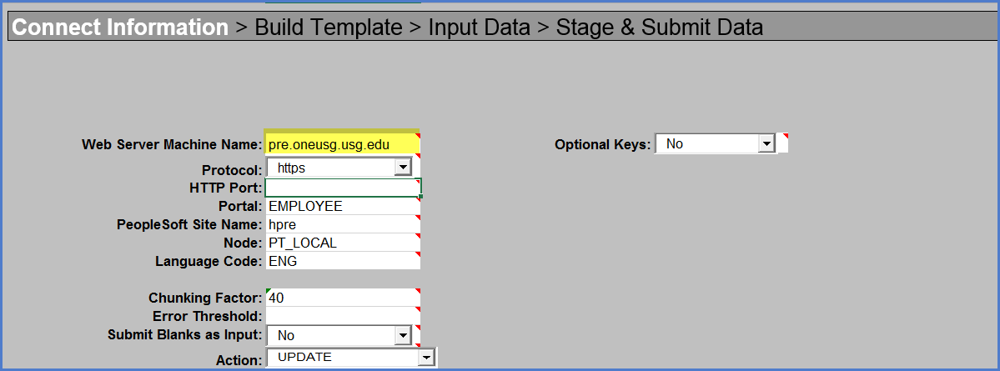 Connect Information > Build Template > Input Data > Stage & Submit Data
Web Server Machine Name: pre.oneusg.usg.edu Optional Keys: No
Protocol: https
HTTP Port:
Portal: EMPLOYEE
PeopleSoft Site Name: hpre
Node: PT_LOCAL
Language Code: ENG
Chunking Factor: 40
Error Threshold:
Submit Blanks as Input: No
Action: UPDATE